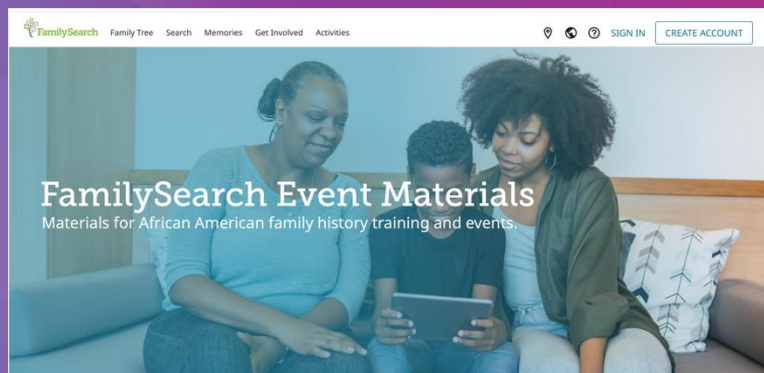 FamilySearch Family Tree Search Memories Get Involved Activities SIGN IN CREATE ACCOUNT
FamilySearch Event Materials
Materials for African American family history training and events.